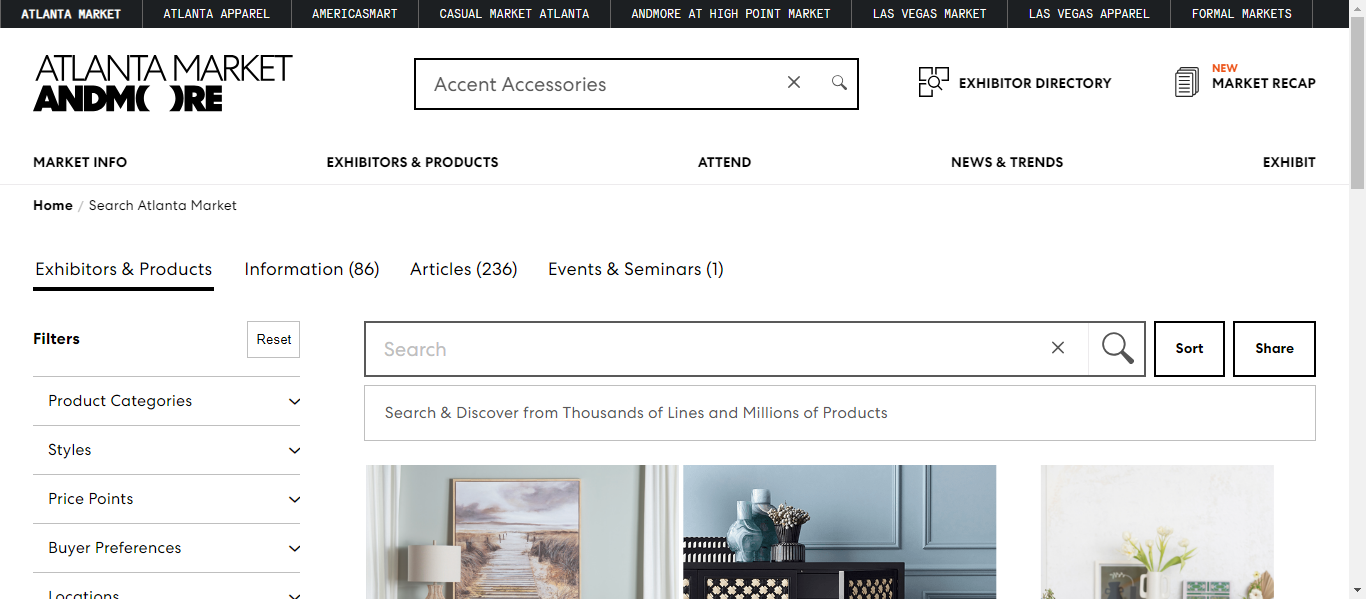 ATLANTA MARKET ATLANTA APPAREL AMERICASMART CASUAL MARKET ATLANTA ANDMORE AT HIGH POINT MARKET LAS VEGAS MARKET LAS VEGAS APPAREL FORMAL MARKETS
ATLANTA MARKET
ANDM( )RE
Accent Accessories
EXHIBITOR DIRECTORY
NEW
MARKET RECAP
MARKET INFO EXHIBITORS & PRODUCTS ATTEND NEWS & TRENDS EXHIBIT
Home / Search Atlanta Market
Exhibitors & Products Information (86) Articles (236) Events & Seminars (1)
Filters Reset
Search Sort Share
Search & Discover from Thousands of Lines and Millions of Products
Product Categories
Styles
Price Points
Buyer Preferences
Locations